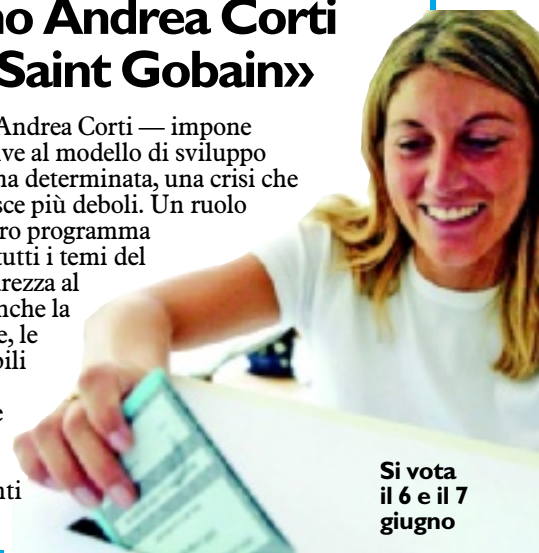 no Andrea Corti
Saint Gobain»
Andrea Corti — impone
ve al modello di sviluppo
na determinata, una crisi che
sce più deboli. Un ruolo
ro programma
tutti i temi del
rezza al
nche la
e, le
bili
e
nti
Si vota
il 6 e il 7
giugno